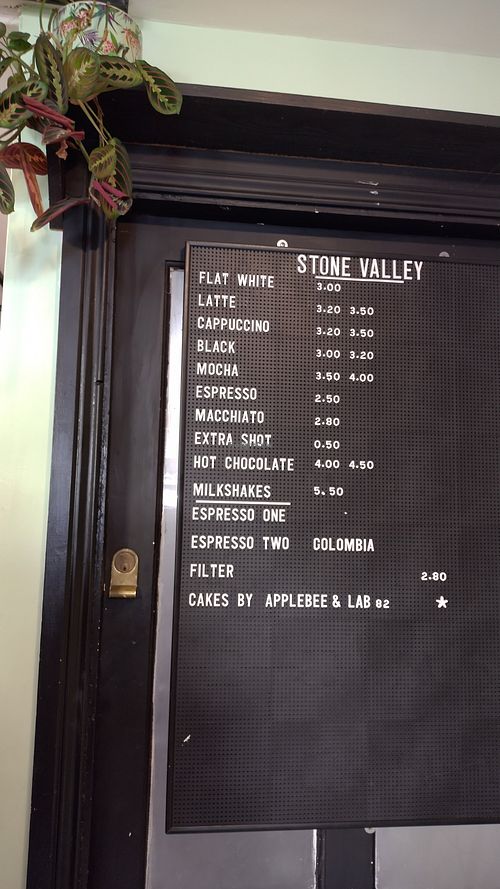 STONE VALLEY
FLAT WHITE 3.00
LATTE 3.20 3.50
CAPPUCCINO 3.20 3.50
BLACK 3.00 3.20
MOCHA 3.50 4.00
ESPRESSO 2.50
MACCHIATO 2.80
EXTRA SHOT 0.50
HOT CHOCOLATE 4.00 4.50
MILKSHAKES 5.50
ESPRESSO ONE
ESPRESSO TWO COLOMBIA
FILTER 2.80
CAKES BY APPLEBEE & LAB 82 *